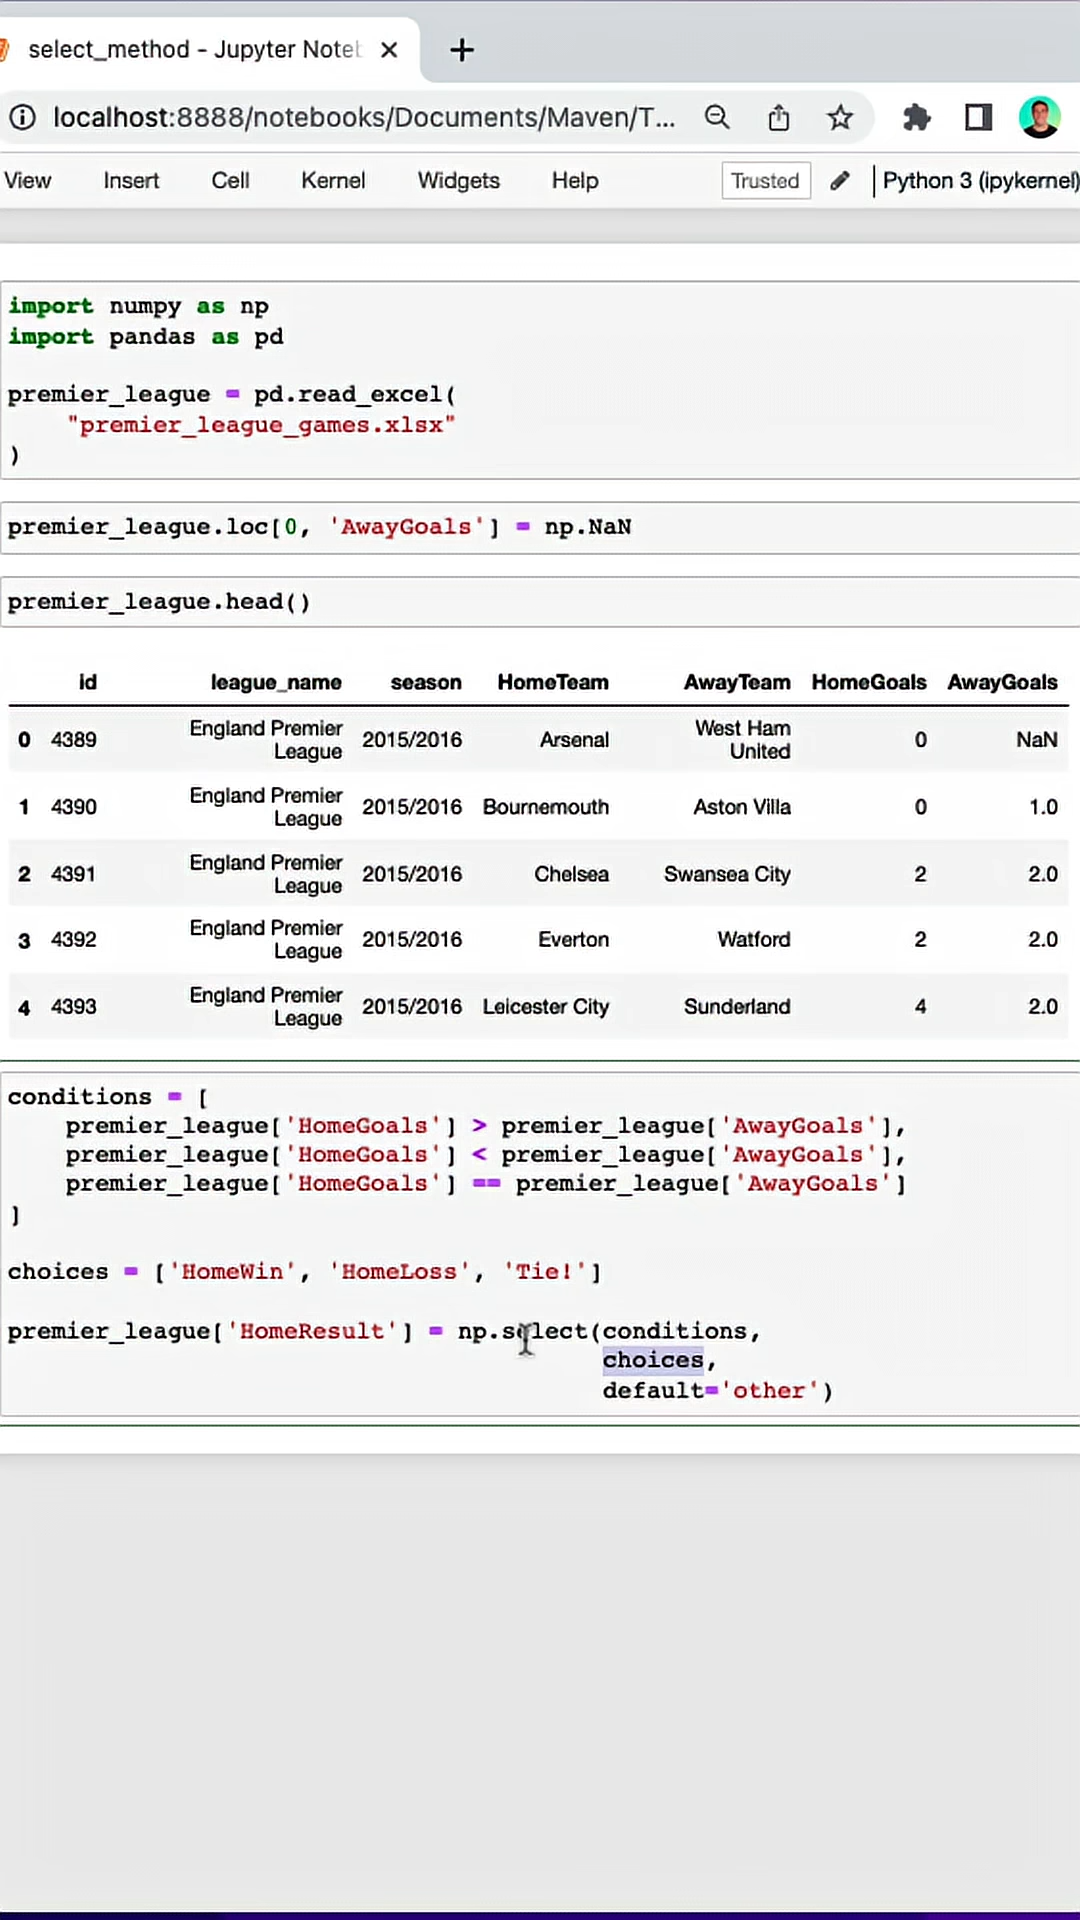 select_method - Jupyter Noteb
localhost:8888/notebooks/Documents/Maven/T...
View Insert Cell Kernel Widgets Help Trusted Python 3 (ipykernel)
import numpy as np
import pandas as pd
premier_league = pd.read_excel(
"premier_league_games.xlsx"
)
premier_league.loc[0, 'AwayGoals'] = np.NaN
premier_league.head()
id league_name season HomeTeam AwayTeam HomeGoals AwayGoals
0 4389 England Premier League 2015/2016 Arsenal West Ham United 0 NaN
1 4390 England Premier League 2015/2016 Bournemouth Aston Villa 0 1.0
2 4391 England Premier League 2015/2016 Chelsea Swansea City 2 2.0
3 4392 England Premier League 2015/2016 Everton Watford 2 2.0
4 4393 England Premier League 2015/2016 Leicester City Sunderland 4 2.0
conditions = [
premier_league['HomeGoals'] > premier_league['AwayGoals'],
premier_league['HomeGoals'] < premier_league['AwayGoals'],
premier_league['HomeGoals'] == premier_league['AwayGoals']
]
choices = ['HomeWin', 'HomeLoss', 'Tie!']
premier_league['HomeResult'] = np.select(conditions,
choices,
default='other')